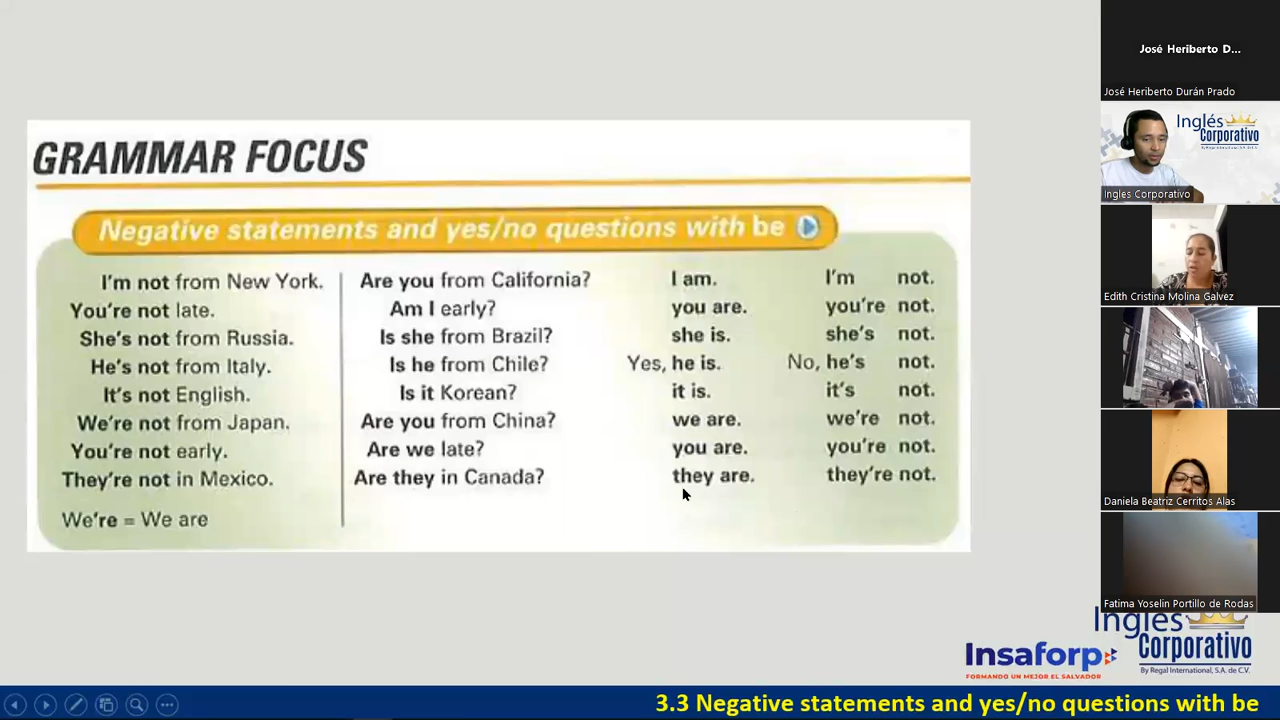 GRAMMAR FOCUS
Negative statements and yes/no questions with be
I'm not from New York.
You're not late.
She's not from Russia.
He's not from Italy.
It's not English.
We're not from Japan.
You're not early.
They're not in Mexico.
We're = We are
Are you from California?
Am I early?
Is she from Brazil?
Is he from Chile?
Is it Korean?
Are you from China?
Are we late?
Are they in Canada?
I am.
you are.
she is.
Yes, he is.
it is.
we are.
you are.
they are.
I'm not.
you're not.
she's not.
No, he's not.
it's not.
we're not.
you're not.
they're not.
José Heriberto D...
José Heriberto Durán Prado
Inglés
Corporativo
By Regal International, S.A. de C.V.
Ingles Corporativo
Edith Cristina Molina Galvez
Daniela Beatriz Cerritos Alas
Fatima Yoselin Portillo de Rodas
Inglés
Corporativo
By Regal International, S.A. de C.V.
Insaforp
FORMANDO UN MEJOR EL SALVADOR
3.3 Negative statements and yes/no questions with be